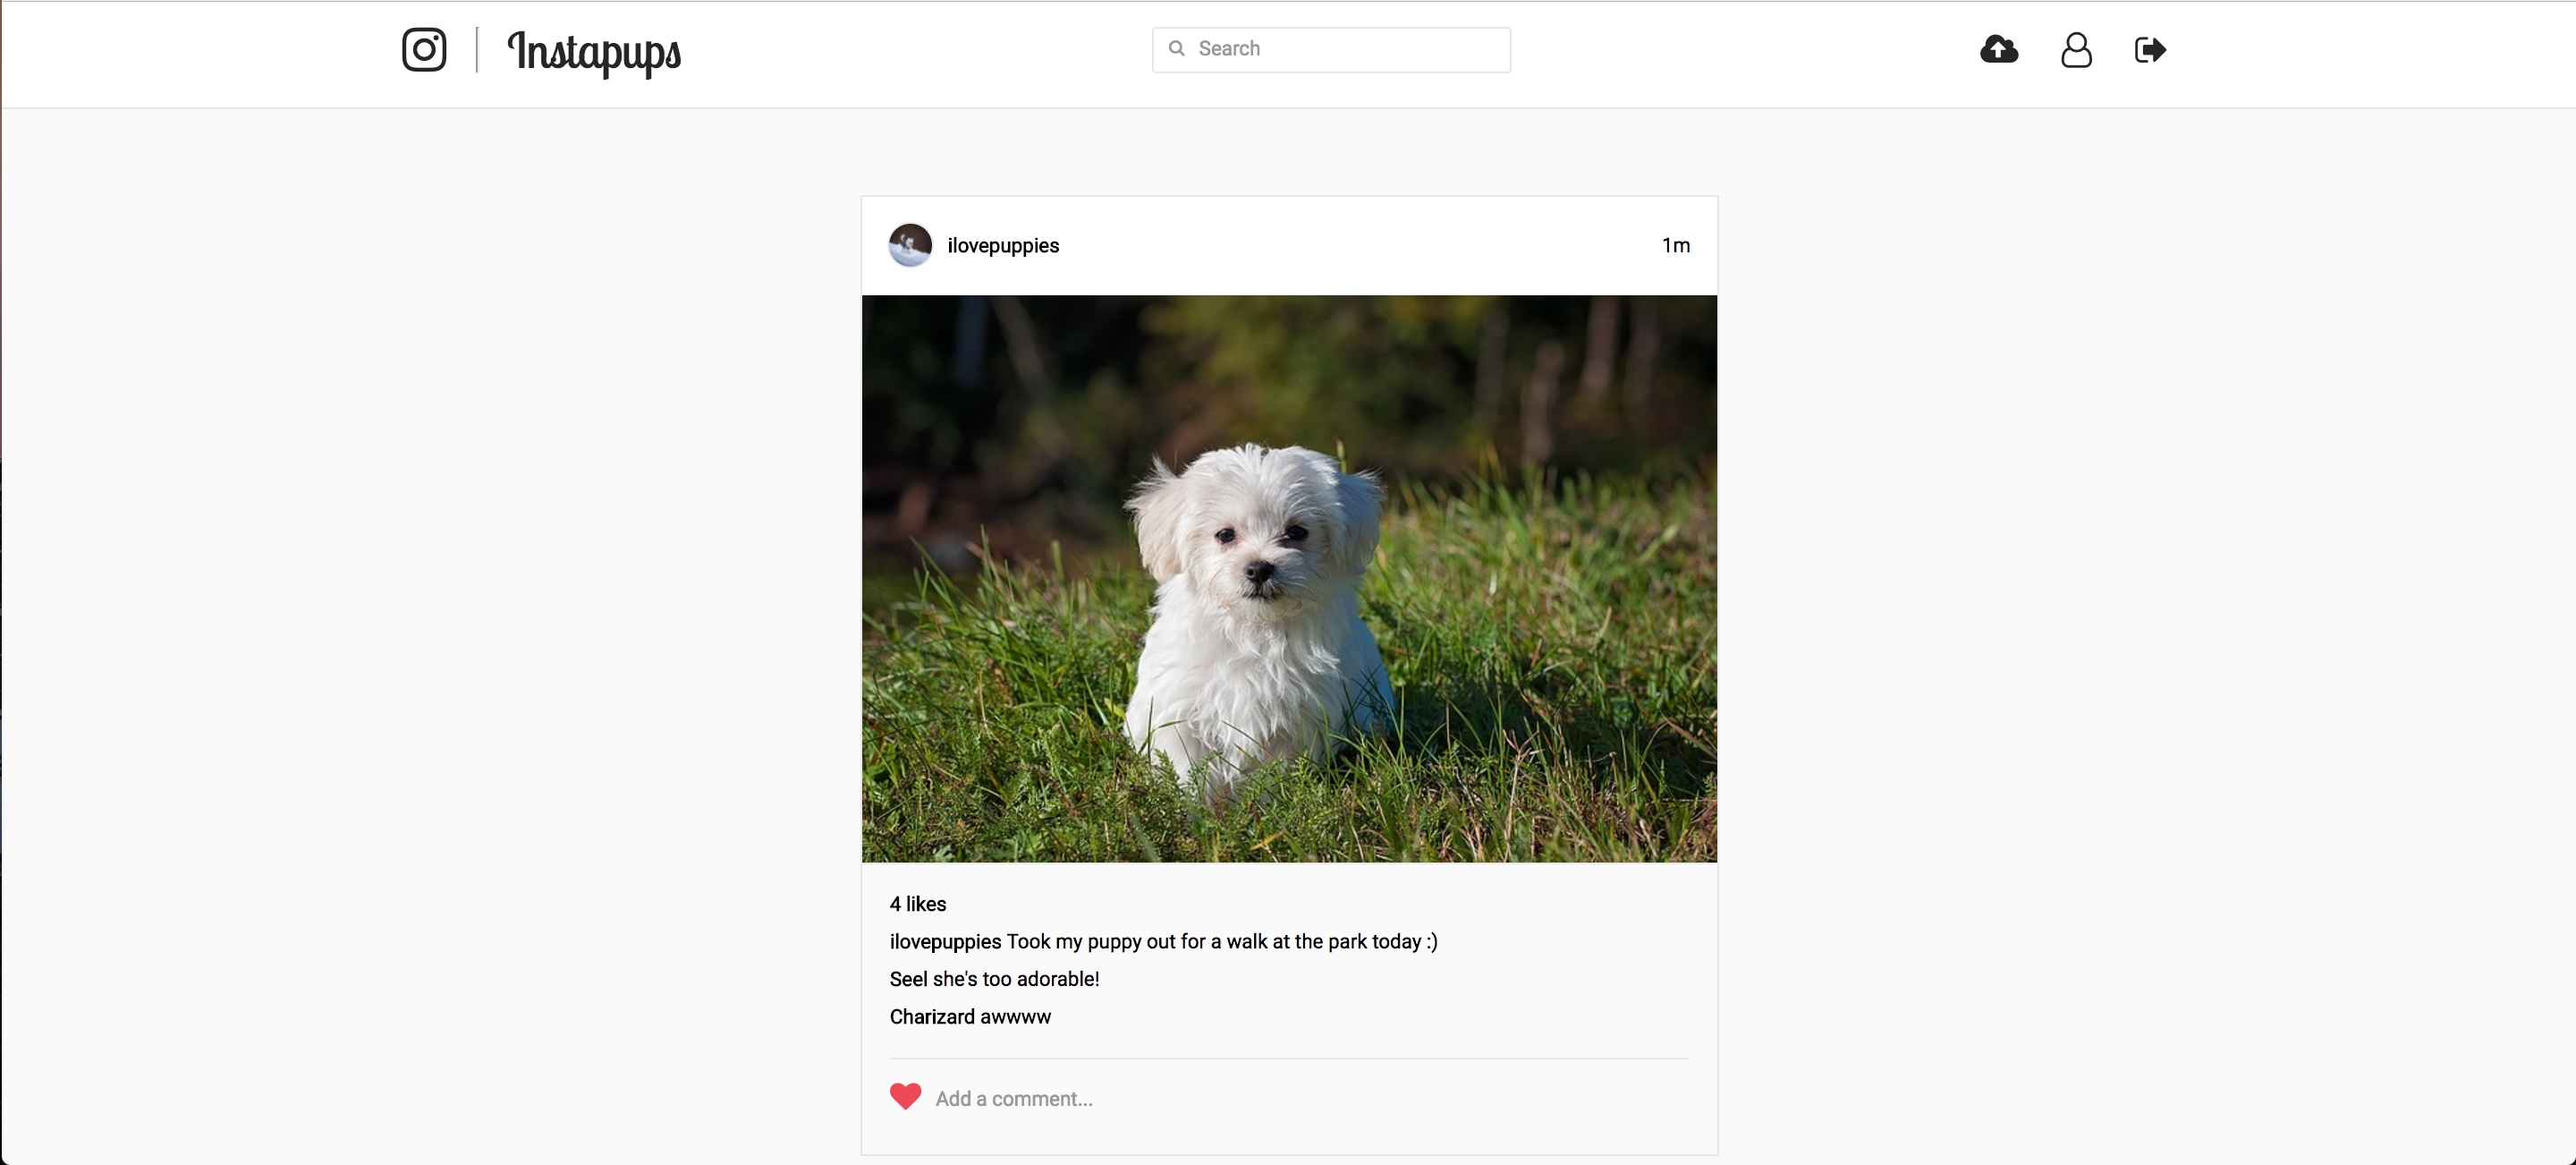 Instapups
Search
ilovepuppies
1m
4 likes
ilovepuppies Took my puppy out for a walk at the park today :)
Seel she's too adorable!
Charizard awwww
Add a comment...